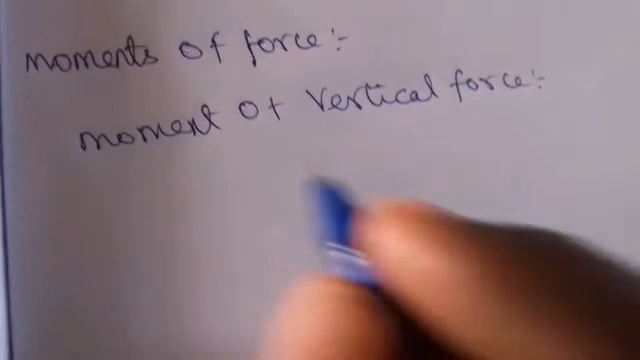 moments of force :-
moment of vertical force :-